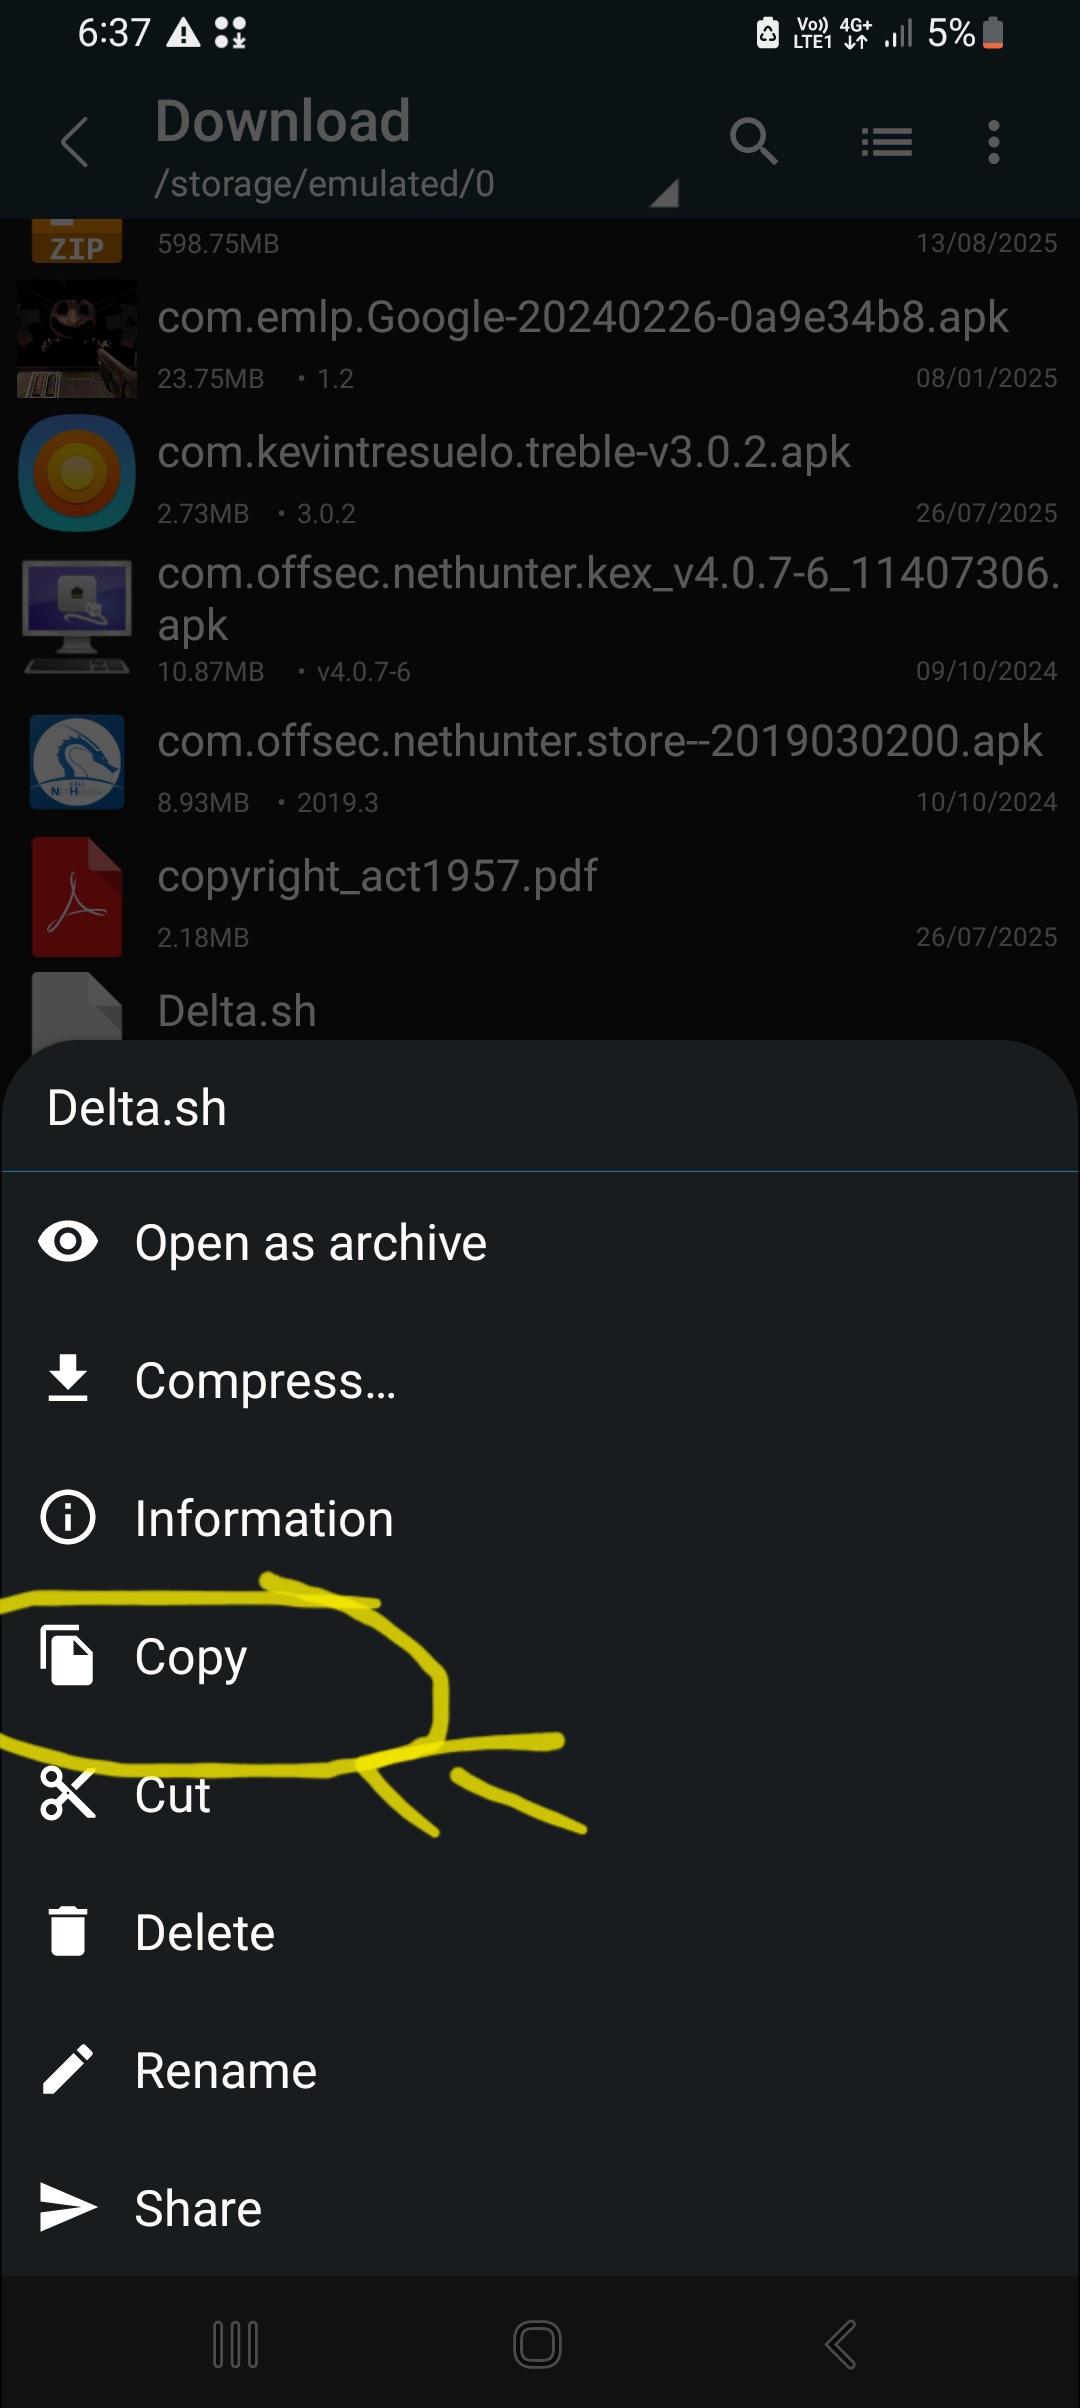 6:37
Vo)) 4G+ 5%
LTE1
Download
/storage/emulated/0
ZIP
598.75MB 13/08/2025
com.emlp.Google-20240226-0a9e34b8.apk
23.75MB • 1.2 08/01/2025
com.kevintresuelo.treble-v3.0.2.apk
2.73MB • 3.0.2 26/07/2025
com.offsec.nethunter.kex_v4.0.7-6_11407306.
apk
10.87MB • v4.0.7-6 09/10/2024
com.offsec.nethunter.store--2019030200.apk
KALI
NETHUNTER
8.93MB • 2019.3 10/10/2024
copyright_act1957.pdf
2.18MB 26/07/2025
Delta.sh
Delta.sh
Open as archive
Compress...
Information
Copy
Cut
Delete
Rename
Share